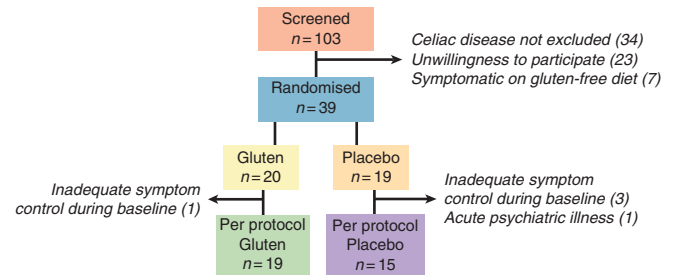 Screened
n=103
Celiac disease not excluded (34)
Unwillingness to participate (23)
Symptomatic on gluten-free diet (7)
Randomised
n=39
Gluten
n=20
Placebo
n=19
Inadequate symptom
control during baseline (1)
Inadequate symptom
control during baseline (3)
Acute psychiatric illness (1)
Per protocol
Gluten
n=19
Per protocol
Placebo
n=15